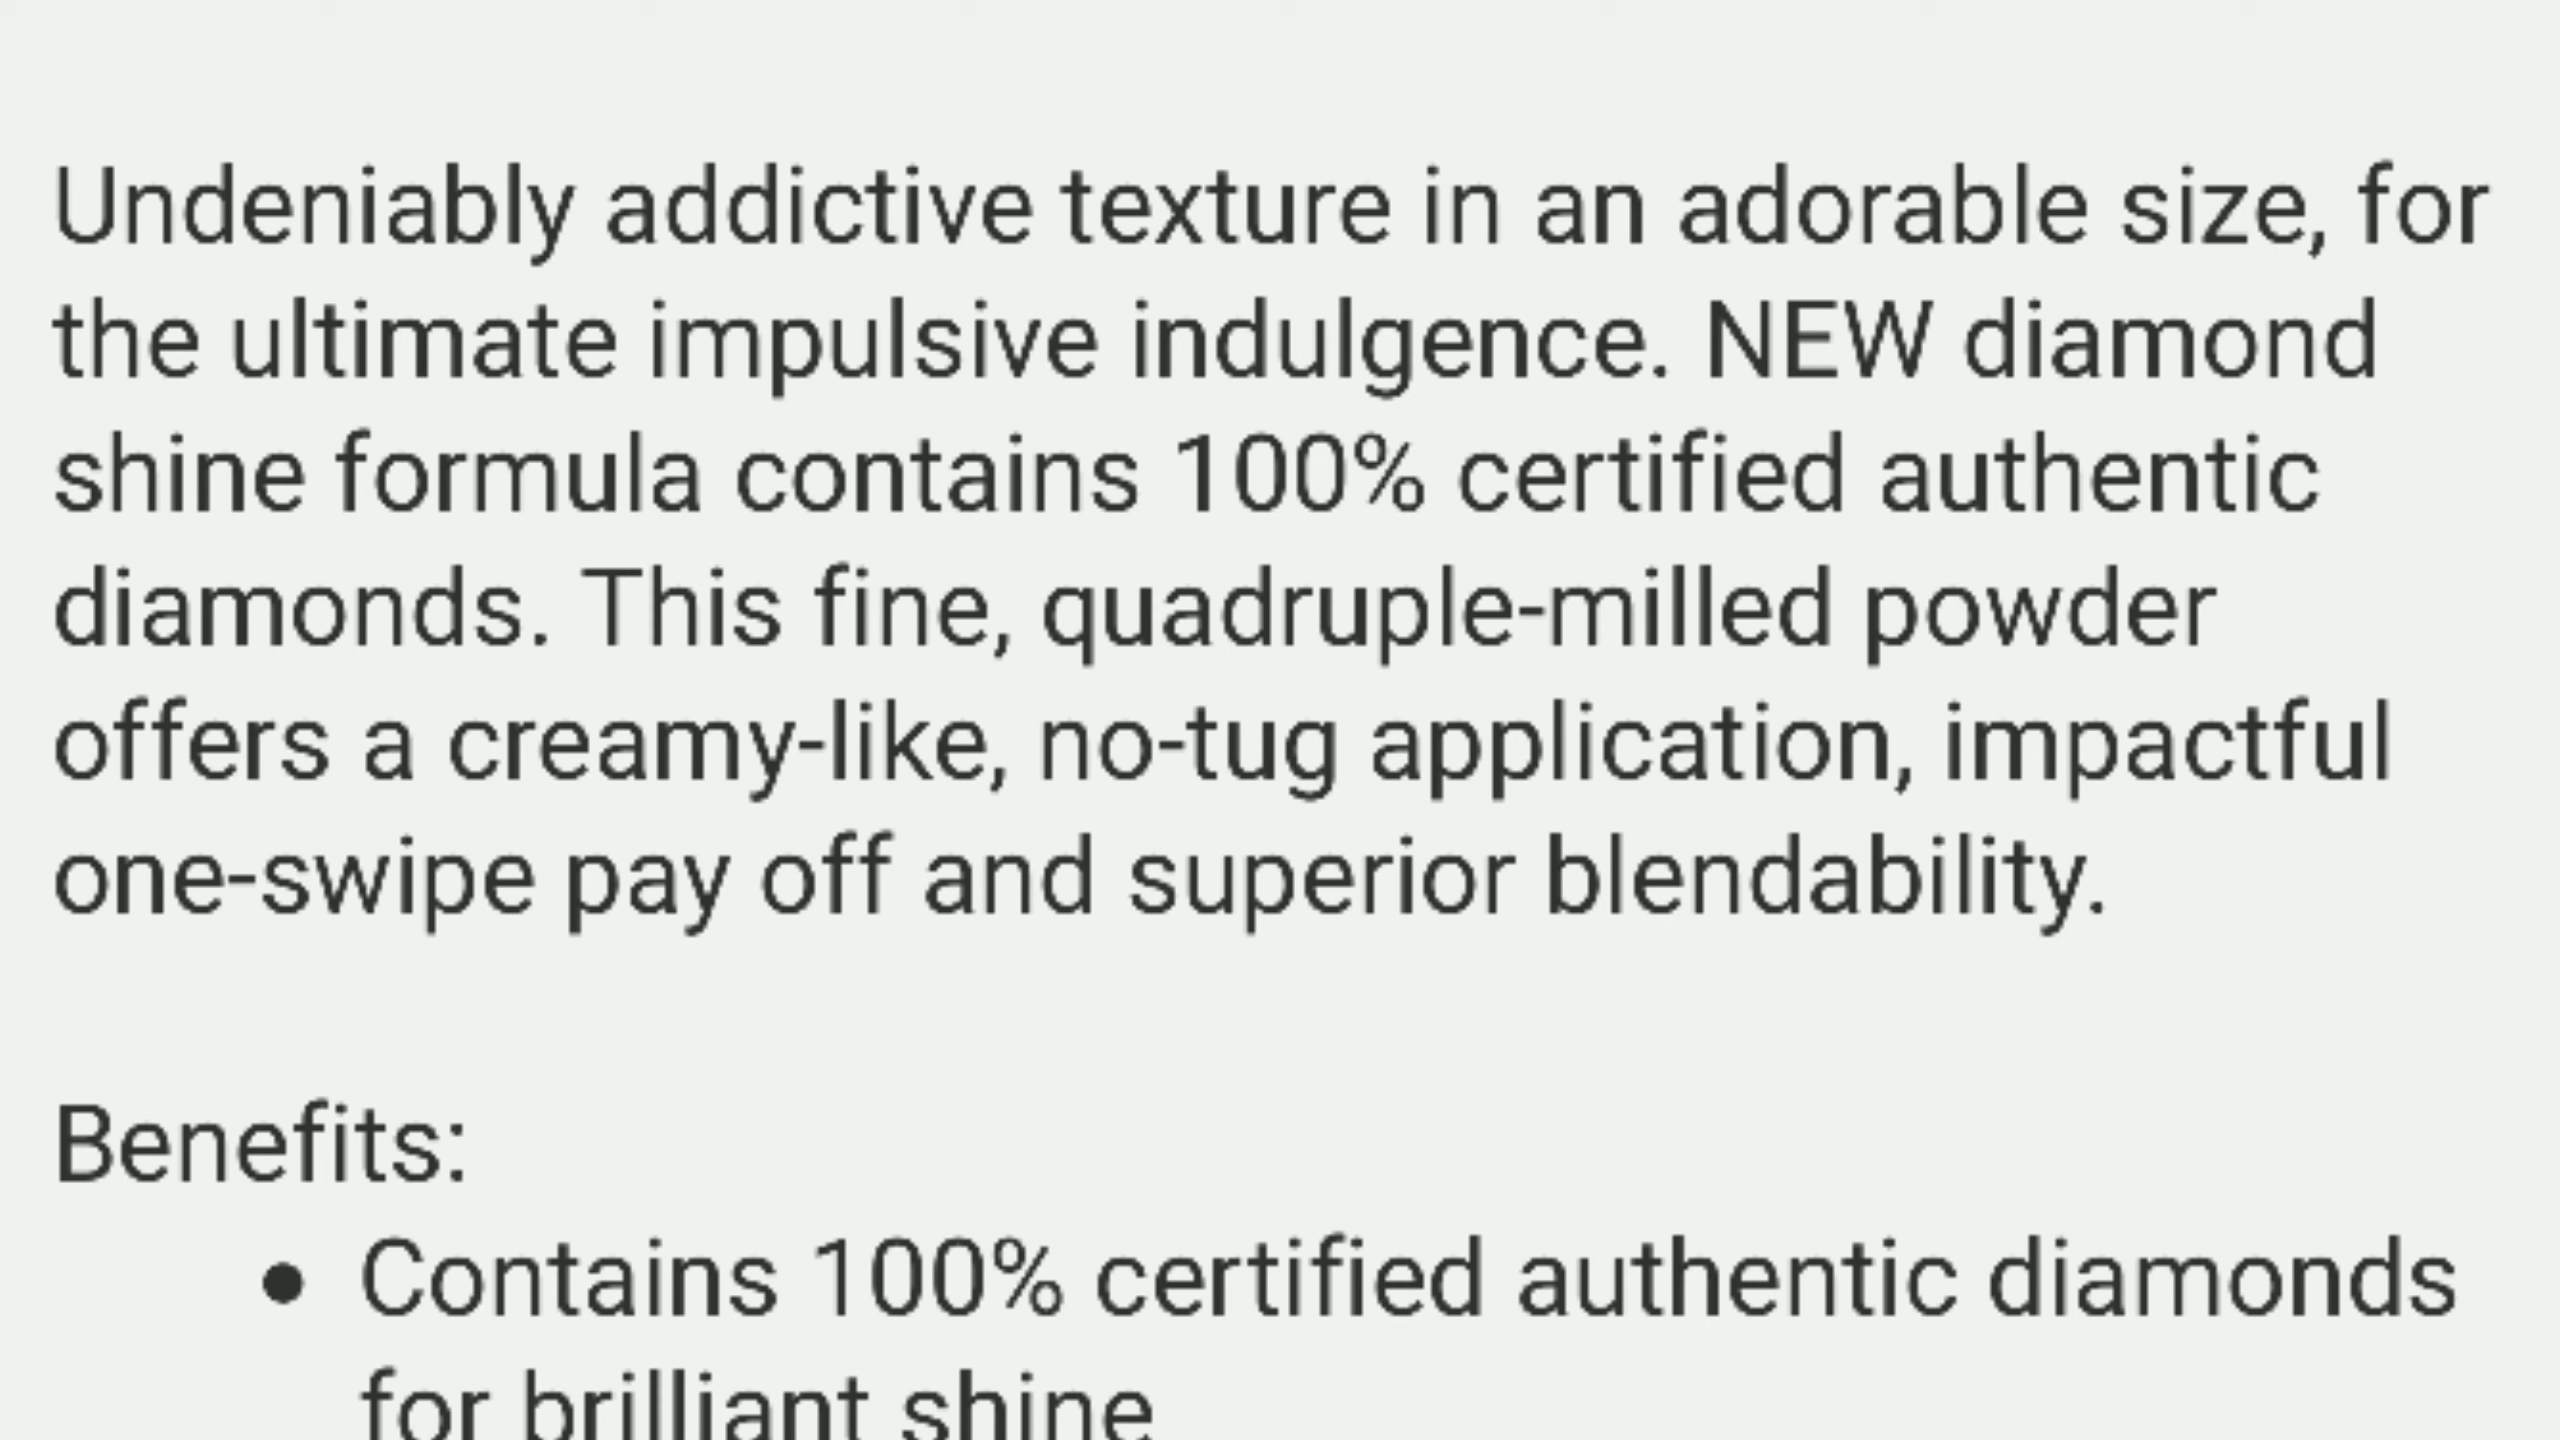 Undeniably addictive texture in an adorable size, for
the ultimate impulsive indulgence. NEW diamond
shine formula contains 100% certified authentic
diamonds. This fine, quadruple-milled powder
offers a creamy-like, no-tug application, impactful
one-swipe pay off and superior blendability.
Benefits:
• Contains 100% certified authentic diamonds
for brilliant shine